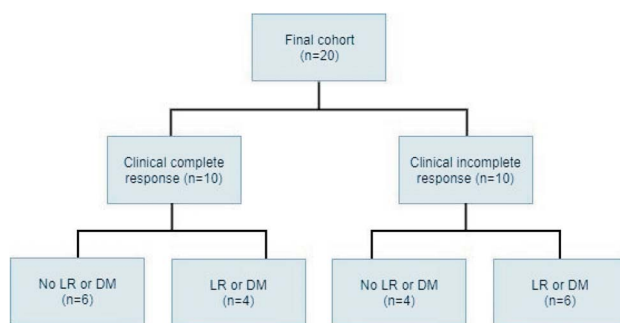 Final cohort
(n=20)
Clinical complete
response (n=10)
Clinical incomplete
response (n=10)
No LR or DM
(n=6)
LR or DM
(n=4)
No LR or DM
(n=4)
LR or DM
(n=6)